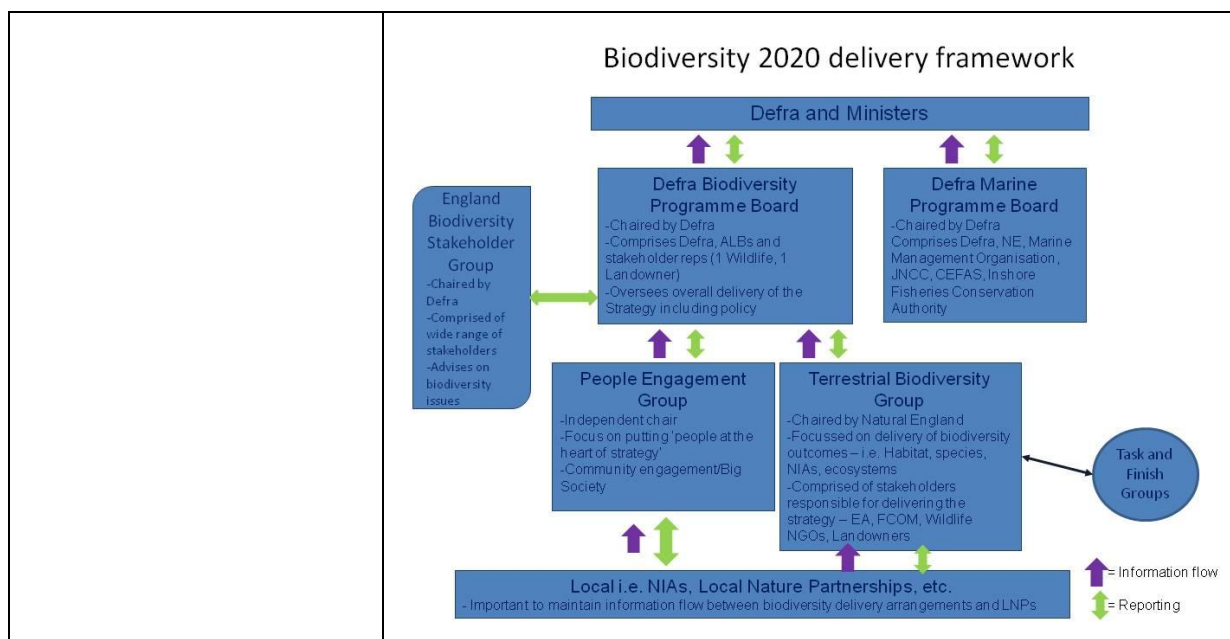 Biodiversity 2020 delivery framework
Defra and Ministers
England
Biodiversity
Stakeholder
Group
-Chaired by
Defra
-Comprised of
wide range of
stakeholders
-Advises on
biodiversity
issues
Defra Biodiversity
Programme Board
-Chaired by Defra
-Comprises Defra, ALBs and
stakeholder reps (1 Wildlife, 1
Landowner)
-Oversees overall delivery of the
Strategy including policy
Defra Marine
Programme Board
-Chaired by Defra
Comprises Defra, NE, Marine
Management Organisation ,
JNCC, CEFAS, Inshore
Fisheries Conservation
Authority
People Engagement
Group
-Independent chair
-Focus on putting 'people at the
heart of strategy'
-Community engagement/Big
Society
Terrestrial Biodiversity
Group
-Chaired by Natural England
-Focussed on delivery of biodiversity
outcomes – i.e. Habitat, species,
NIAs, ecosystems
-Comprised of stakeholders
responsible for delivering the
strategy – EA, FCOM, Wildlife
NGOs, Landowners
Task and
Finish
Groups
Local i.e. NIAs, Local Nature Partnerships, etc.
- Important to maintain information flow between biodiversity delivery arrangements and LNPs
= Information flow
= Reporting